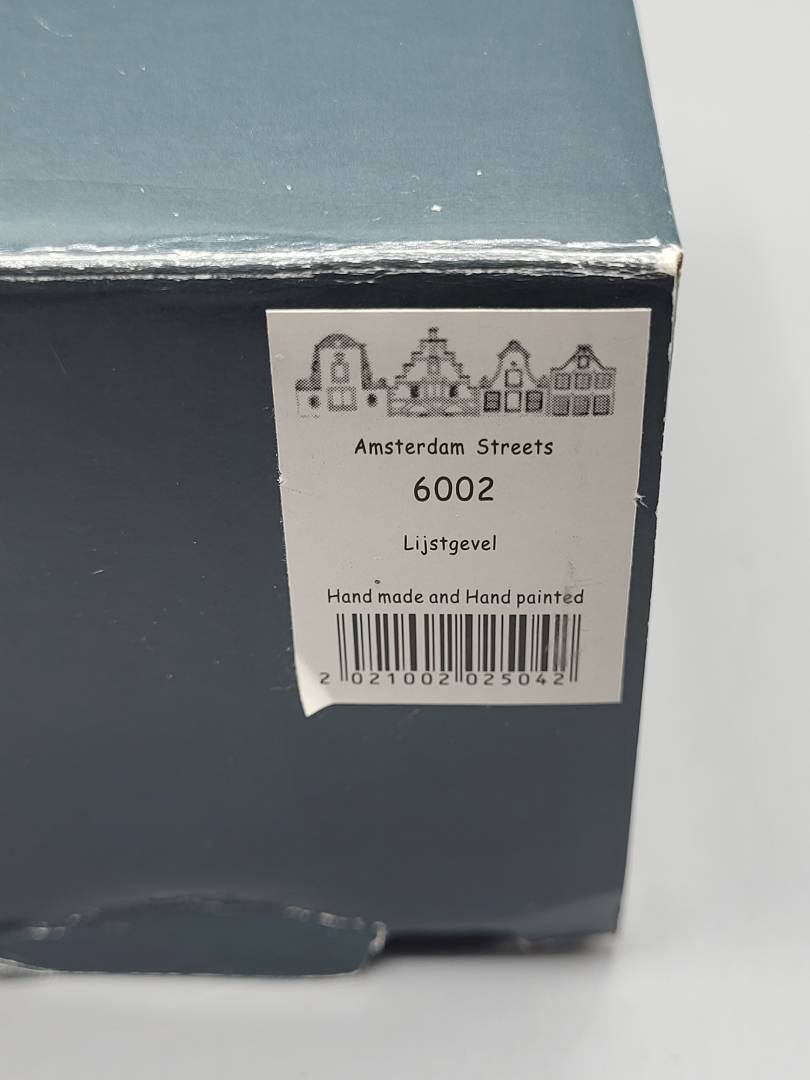 Amsterdam Streets
6002
Lijstgevel
Hand made and Hand painted
2 021002 025042